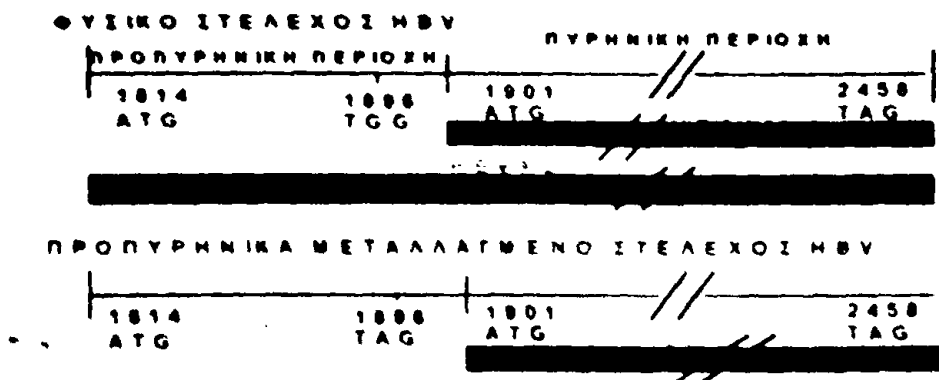 ΦΥΣΙΚΟ ΣΤΕΛΕΧΟΣ HBV
ΠΡΟΠΥΡΗΝΙΚΗ ΠΕΡΙΟΧΗ ΠΥΡΗΝΙΚΗ ΠΕΡΙΟΧΗ
1814 1896 1901 2458
ATG TGG ATG TAG
ΠΡΟΠΥΡΗΝΙΚΑ ΜΕΤΑΛΛΑΓΜΕΝΟ ΣΤΕΛΕΧΟΣ HBV
1814 1896 1901 2458
ATG TAG ATG TAG